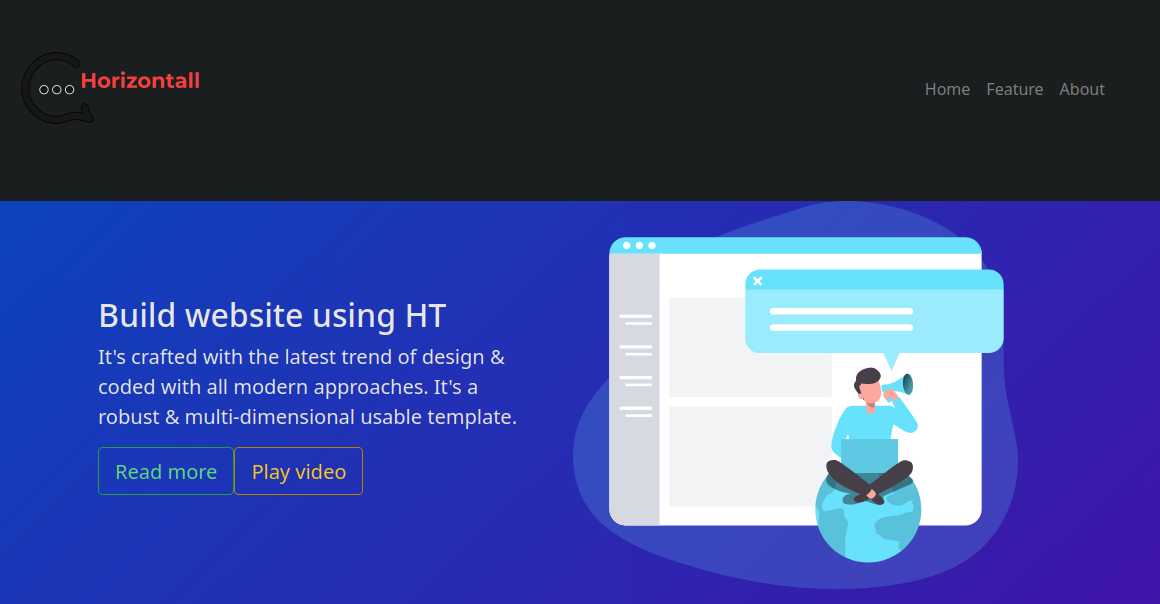 Horizontall
Home Feature About
Build website using HT
It's crafted with the latest trend of design &
coded with all modern approaches. It's a
robust & multi-dimensional usable template.
Read more Play video